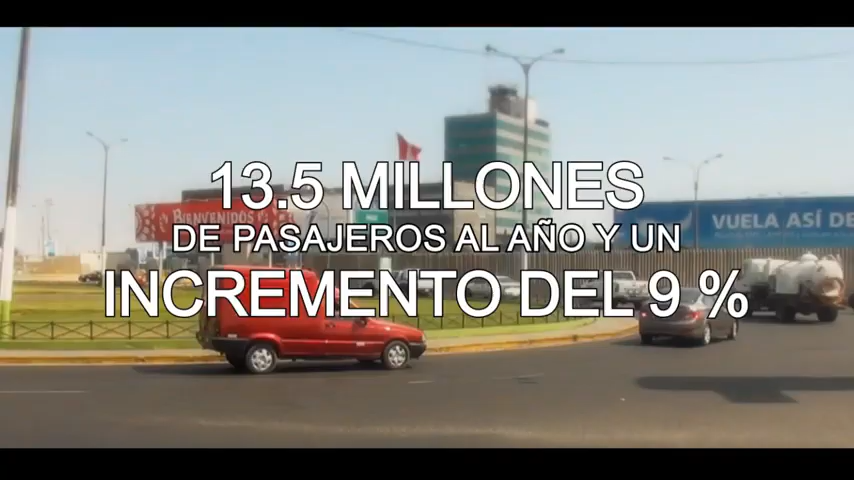 13.5 MILLONES
DE PASAJEROS AL AÑO Y UN
INCREMENTO DEL 9 %
BIENVENIDOS
VUELA ASÍ DE